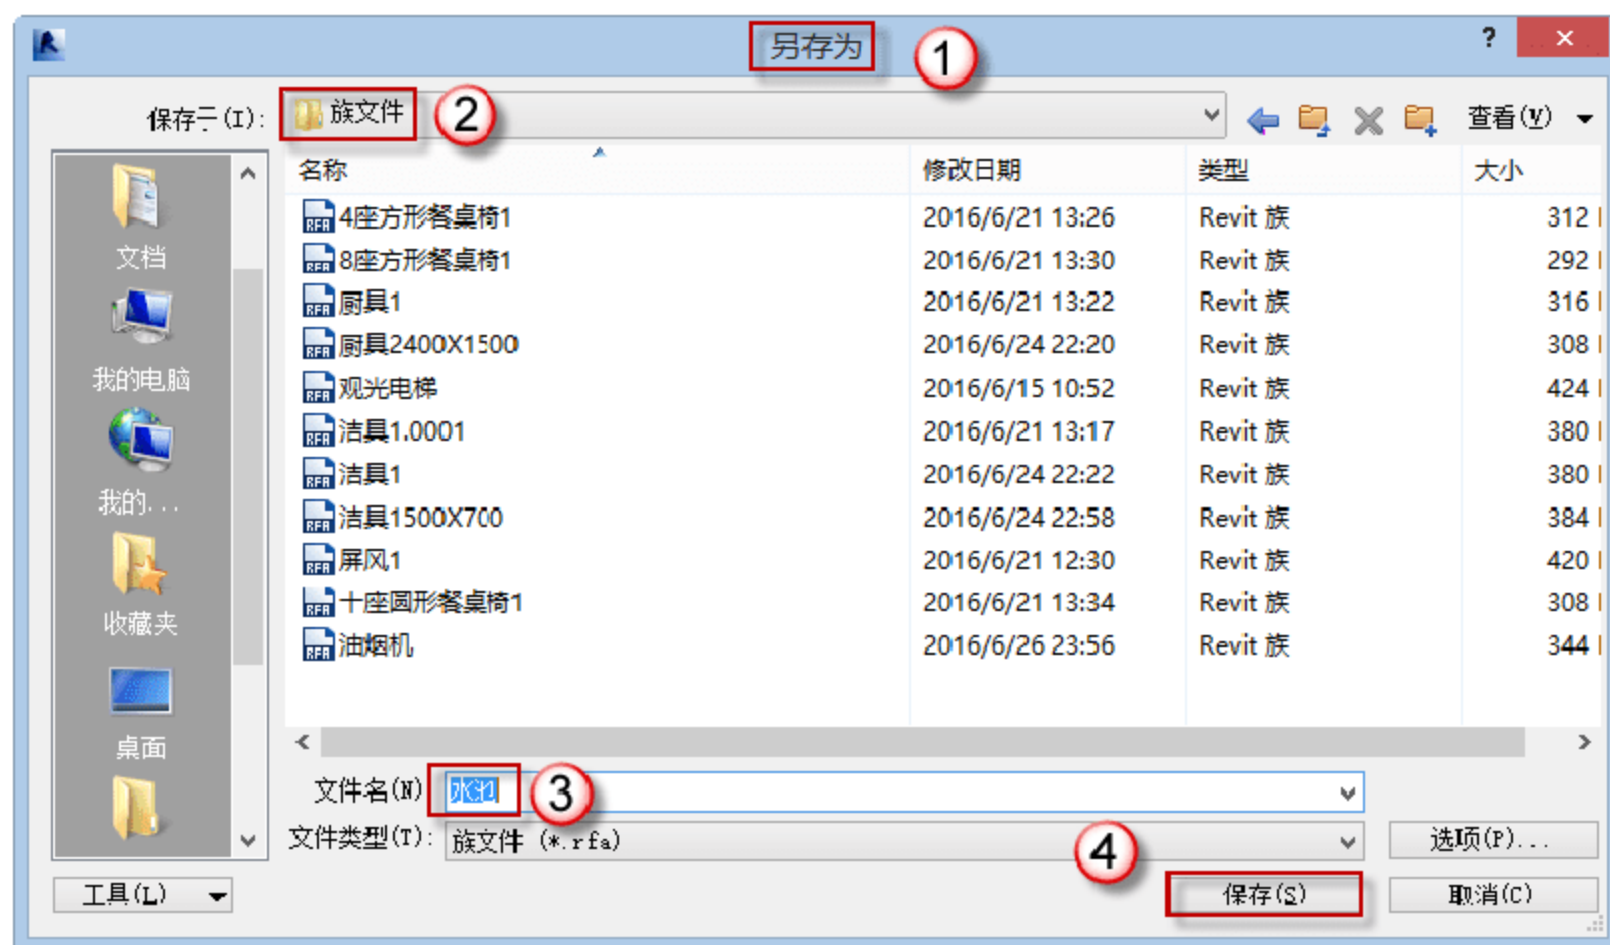 另存为 1
?
保存于(I): 族文件 2 查看(V)
名称 修改日期 类型 大小
4座方形餐桌椅1 2016/6/21 13:26 Revit 族 312
8座方形餐桌椅1 2016/6/21 13:30 Revit 族 292
厨具1 2016/6/21 13:22 Revit 族 316
厨具2400X1500 2016/6/24 22:20 Revit 族 308
观光电梯 2016/6/15 10:52 Revit 族 424
洁具1.0001 2016/6/21 13:17 Revit 族 380
洁具1 2016/6/24 22:22 Revit 族 380
洁具1500X700 2016/6/24 22:58 Revit 族 384
屏风1 2016/6/21 12:30 Revit 族 420
十座圆形餐桌椅1 2016/6/21 13:34 Revit 族 308
油烟机 2016/6/26 23:56 Revit 族 344
文档
我的电脑
我的...
收藏夹
桌面
文件名(N) 水池 3
文件类型(T): 族文件 (*.rfa) 4 选项(P)...
工具(L) 保存(S) 取消(C)